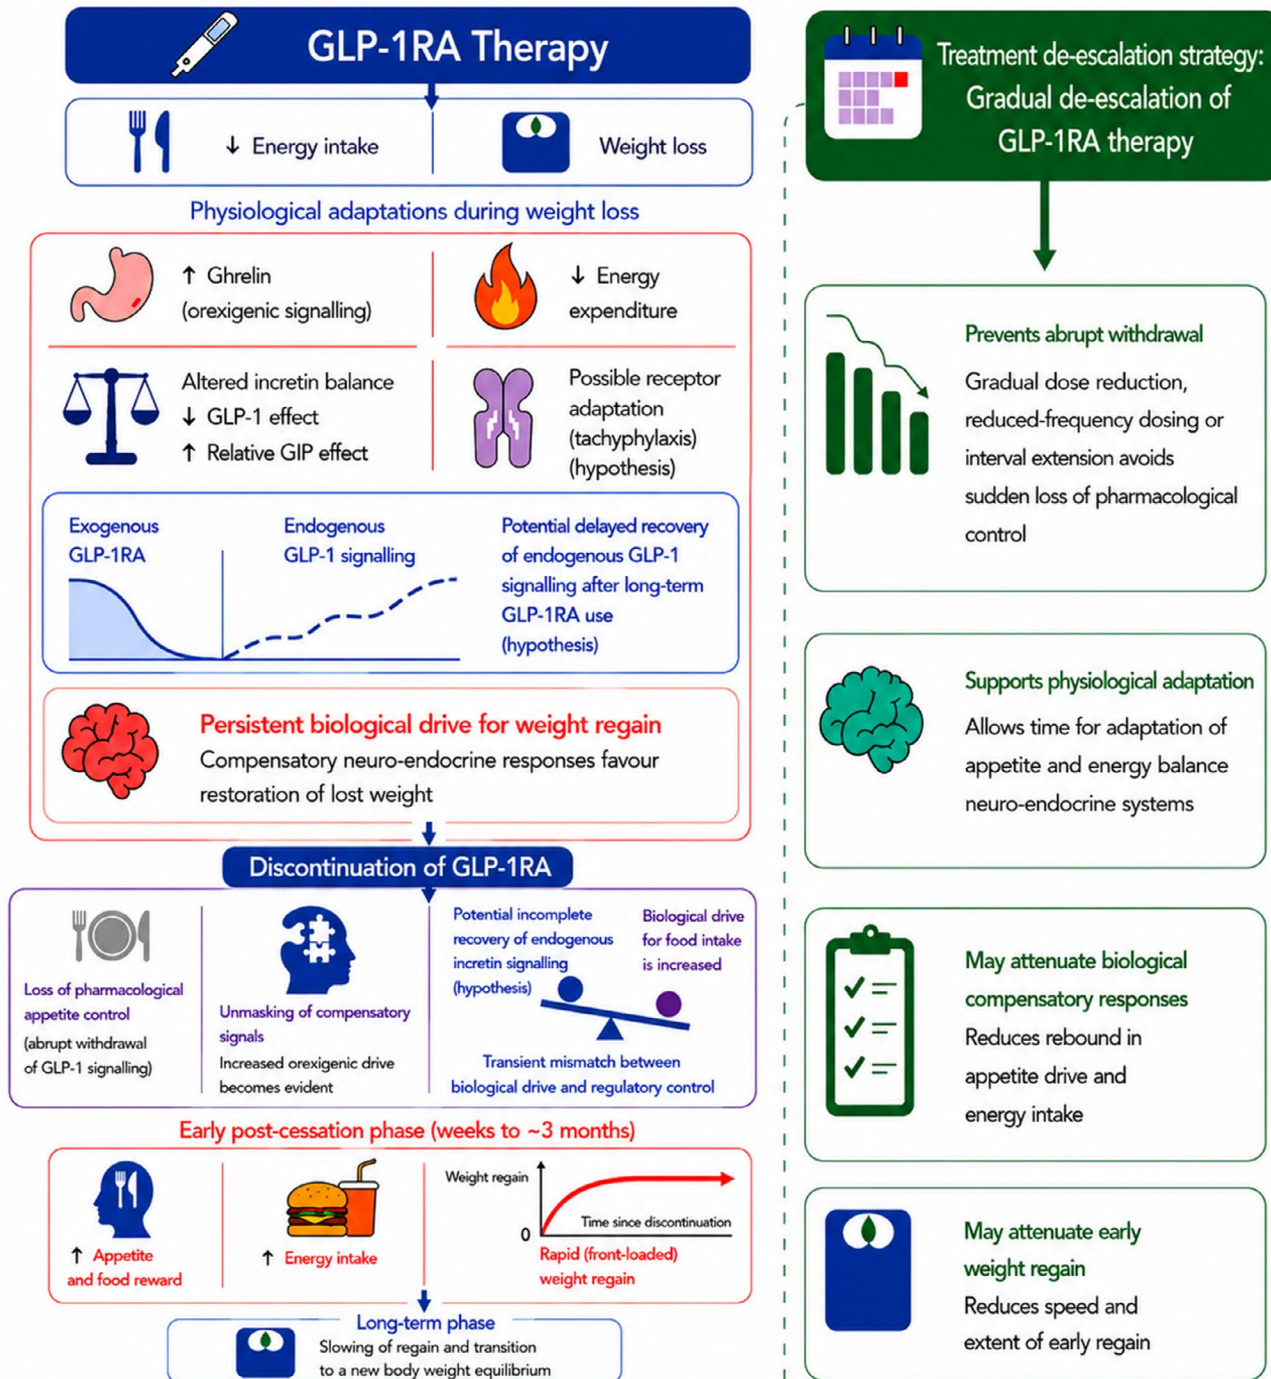 GLP-1RA Therapy
↓ Energy intake
Weight loss
Physiological adaptations during weight loss
↑ Ghrelin
(orexigenic signalling)
↓ Energy
expenditure
Altered incretin balance
↓ GLP-1 effect
↑ Relative GIP effect
Possible receptor
adaptation
(tachyphylaxis)
(hypothesis)
Exogenous
GLP-1RA
Endogenous
GLP-1 signalling
Potential delayed recovery
of endogenous GLP-1
signalling after long-term
GLP-1RA use
(hypothesis)
Persistent biological drive for weight regain
Compensatory neuro-endocrine responses favour
restoration of lost weight
Discontinuation of GLP-1RA
Loss of pharmacological
appetite control
(abrupt withdrawal
of GLP-1 signalling)
Unmasking of compensatory
signals
Increased orexigenic drive
becomes evident
Potential incomplete
recovery of endogenous
incretin signalling
(hypothesis)
Biological drive
for food intake
is increased
Transient mismatch between
biological drive and regulatory control
Early post-cessation phase (weeks to ~3 months)
↑ Appetite
and food reward
↑ Energy intake
Weight regain
0
Time since discontinuation
Rapid (front-loaded)
weight regain
Long-term phase
Slowing of regain and transition
to a new body weight equilibrium
Treatment de-escalation strategy:
Gradual de-escalation of
GLP-1RA therapy
Prevents abrupt withdrawal
Gradual dose reduction,
reduced-frequency dosing or
interval extension avoids
sudden loss of pharmacological
control
Supports physiological adaptation
Allows time for adaptation of
appetite and energy balance
neuro-endocrine systems
May attenuate biological
compensatory responses
Reduces rebound in
appetite drive and
energy intake
May attenuate early
weight regain
Reduces speed and
extent of early regain